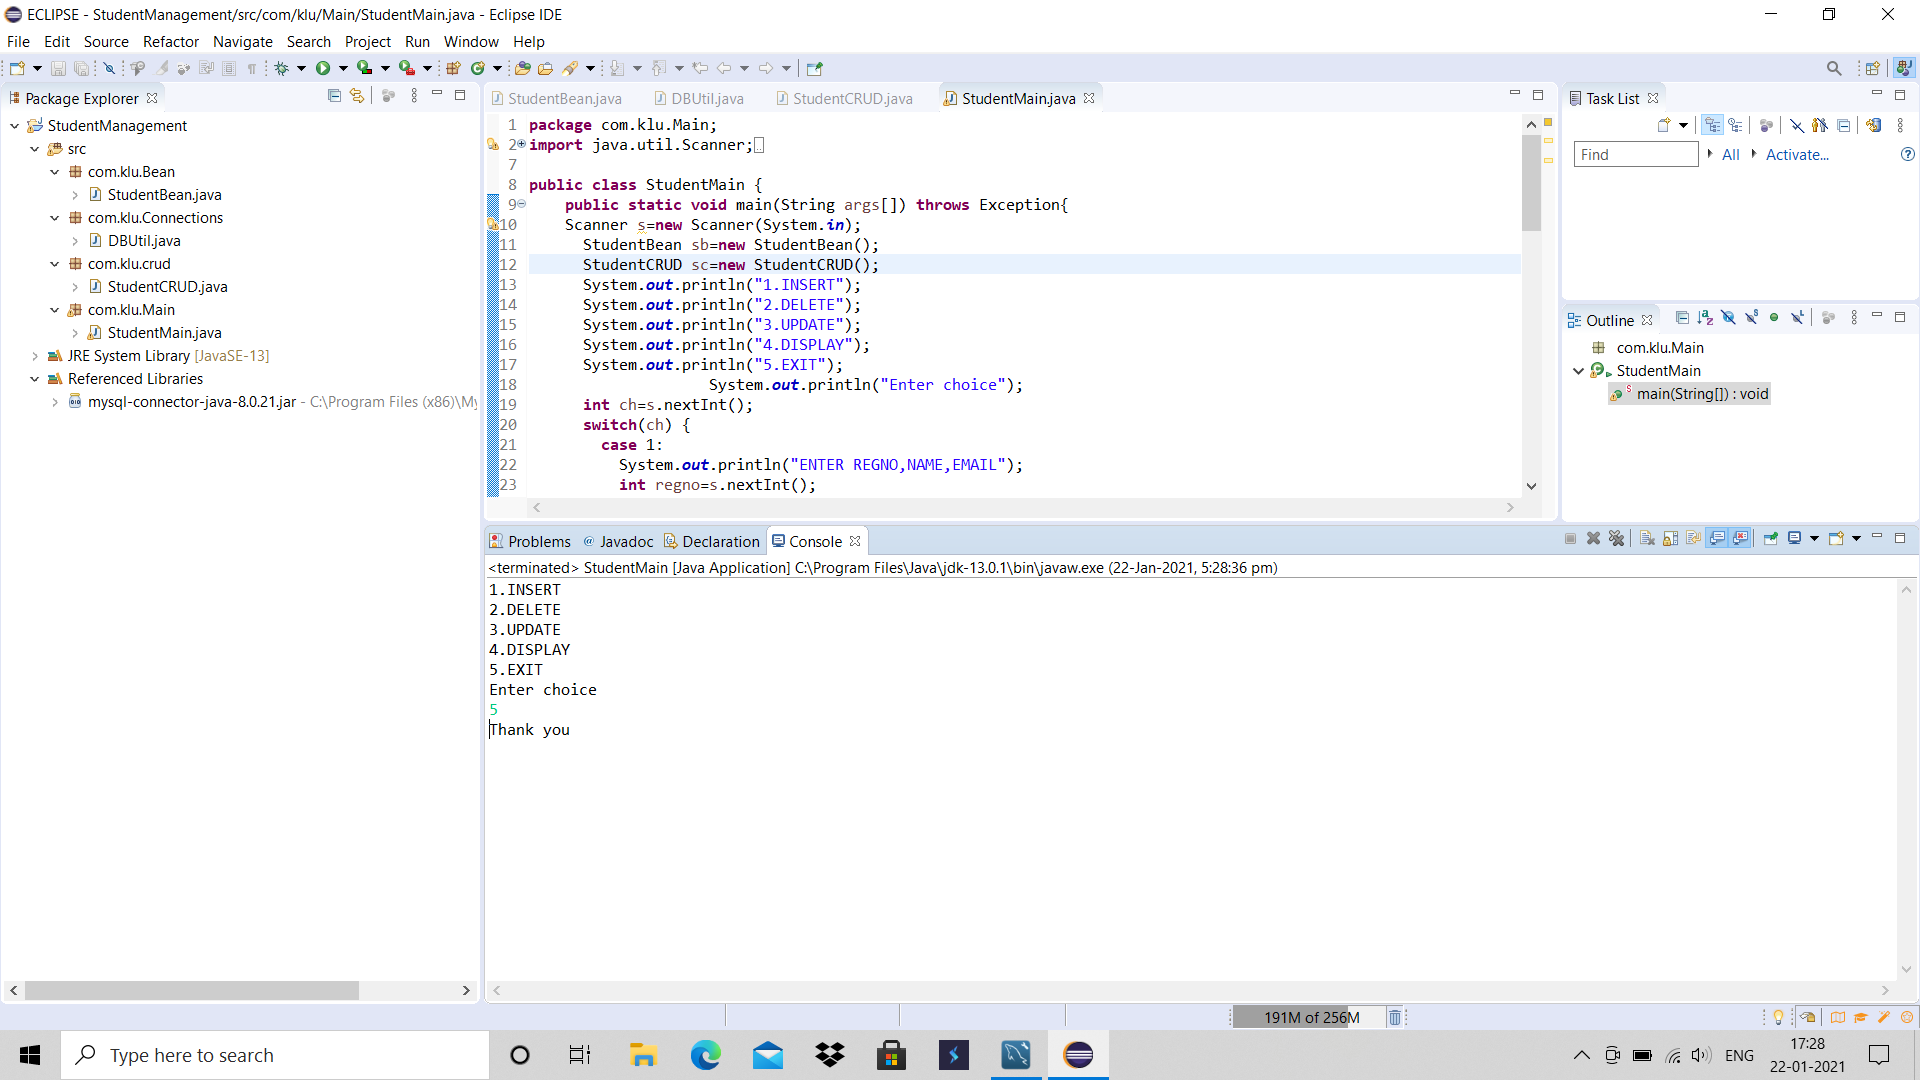 ECLIPSE - StudentManagement/src/com/klu/Main/StudentMain.java - Eclipse IDE
File Edit Source Refactor Navigate Search Project Run Window Help
Package Explorer
StudentManagement
src
com.klu.Bean
StudentBean.java
com.klu.Connections
DBUtil.java
com.klu.crud
StudentCRUD.java
com.klu.Main
StudentMain.java
JRE System Library [JavaSE-13]
Referenced Libraries
mysql-connector-java-8.0.21.jar - C:\Program Files (x86)\My
StudentBean.java DBUtil.java StudentCRUD.java StudentMain.java
1 package com.klu.Main;
2 import java.util.Scanner;
7
8 public class StudentMain {
9 public static void main(String args[]) throws Exception{
10 Scanner s=new Scanner(System.in);
11 StudentBean sb=new StudentBean();
12 StudentCRUD sc=new StudentCRUD();
13 System.out.println("1.INSERT");
14 System.out.println("2.DELETE");
15 System.out.println("3.UPDATE");
16 System.out.println("4.DISPLAY");
17 System.out.println("5.EXIT");
18 System.out.println("Enter choice");
19 int ch=s.nextInt();
20 switch(ch) {
21 case 1:
22 System.out.println("ENTER REGNO,NAME,EMAIL");
23 int regno=s.nextInt();
Task List
Find All Activate...
Outline
com.klu.Main
StudentMain
main(String[]) : void
Problems Javadoc Declaration Console
<terminated> StudentMain [Java Application] C:\Program Files\Java\jdk-13.0.1\bin\javaw.exe (22-Jan-2021, 5:28:36 pm)
1.INSERT
2.DELETE
3.UPDATE
4.DISPLAY
5.EXIT
Enter choice
5
Thank you
191M of 256M
Type here to search
ENG
17:28
22-01-2021